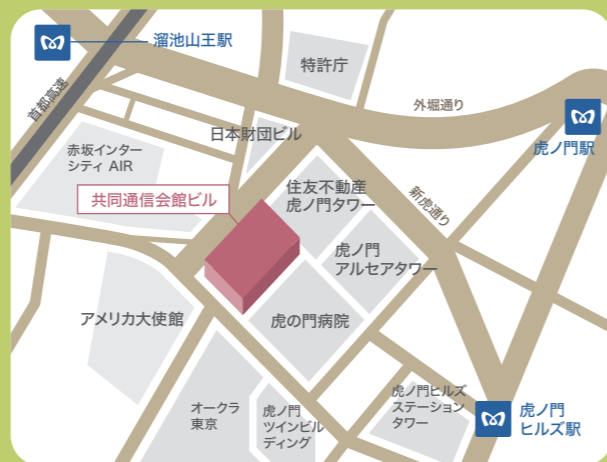 溜池山王駅
特許庁
首都高速
外堀通り
日本財団ビル
虎ノ門駅
赤坂インター
シティ AIR
住友不動産
虎ノ門タワー
新虎通り
共同通信会館ビル
虎ノ門
アルセアタワー
アメリカ大使館
虎の門病院
虎ノ門ヒルズ
ステーション
タワー
オークラ
東京
虎ノ門
ツインビル
ディング
虎ノ門
ヒルズ駅